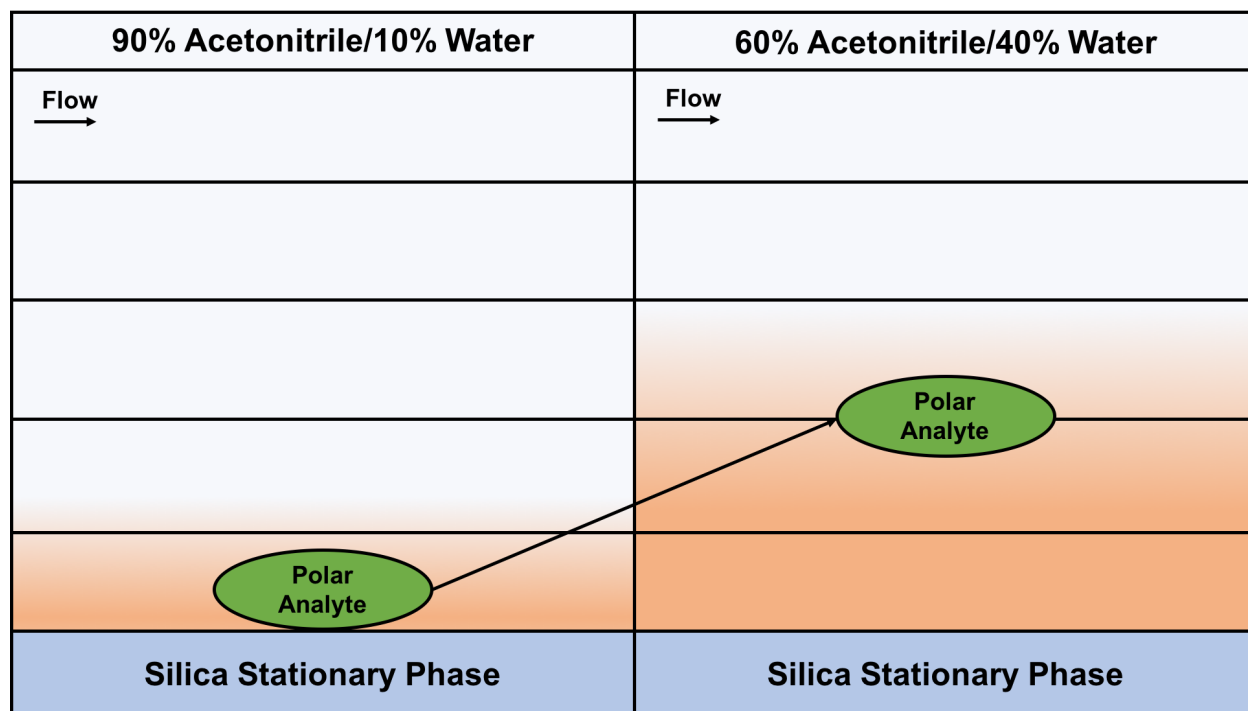 90% Acetonitrile/10% Water
60% Acetonitrile/40% Water
Flow
Flow
Polar
Analyte
Polar
Analyte
Silica Stationary Phase
Silica Stationary Phase